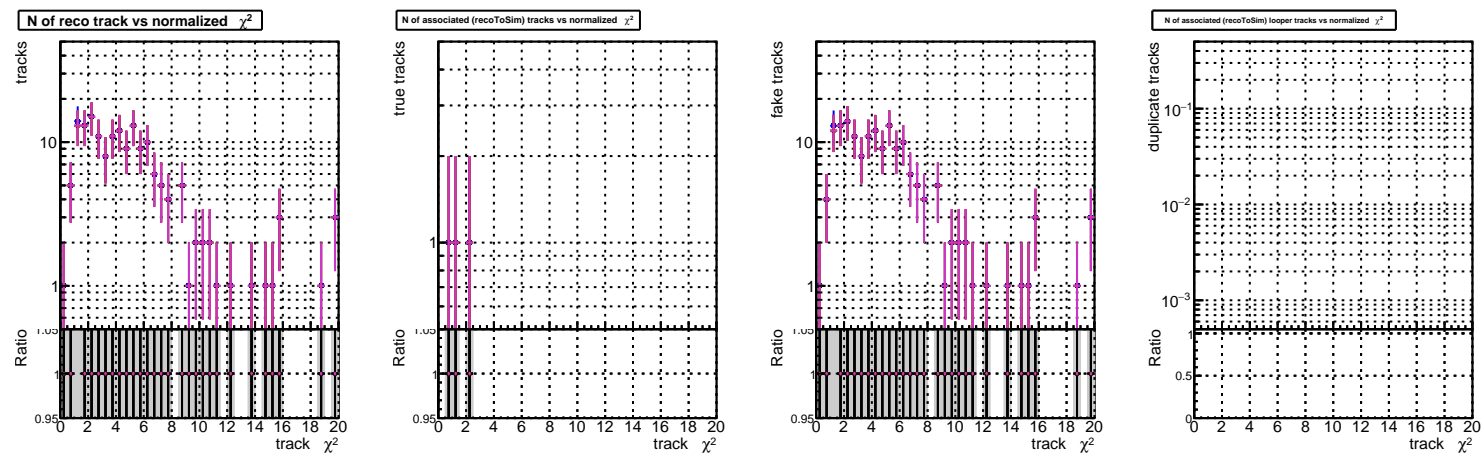 N of reco track vs normalized χ²
tracks
10
1
Ratio
1.05
1
0.95
0 2 4 6 8 10 12 14 16 18 20
track χ²
N of associated (recoToSim) tracks vs normalized χ²
true tracks
1
Ratio
1.05
1
0.95
0 2 4 6 8 10 12 14 16 18 20
track χ²
fake tracks
10
1
Ratio
1.05
1
0.95
0 2 4 6 8 10 12 14 16 18 20
track χ²
N of associated (recoToSim) looper tracks vs normalized χ²
duplicate tracks
10⁻¹
10⁻²
10⁻³
Ratio
1
0.5
0
0 2 4 6 8 10 12 14 16 18 20
track χ²